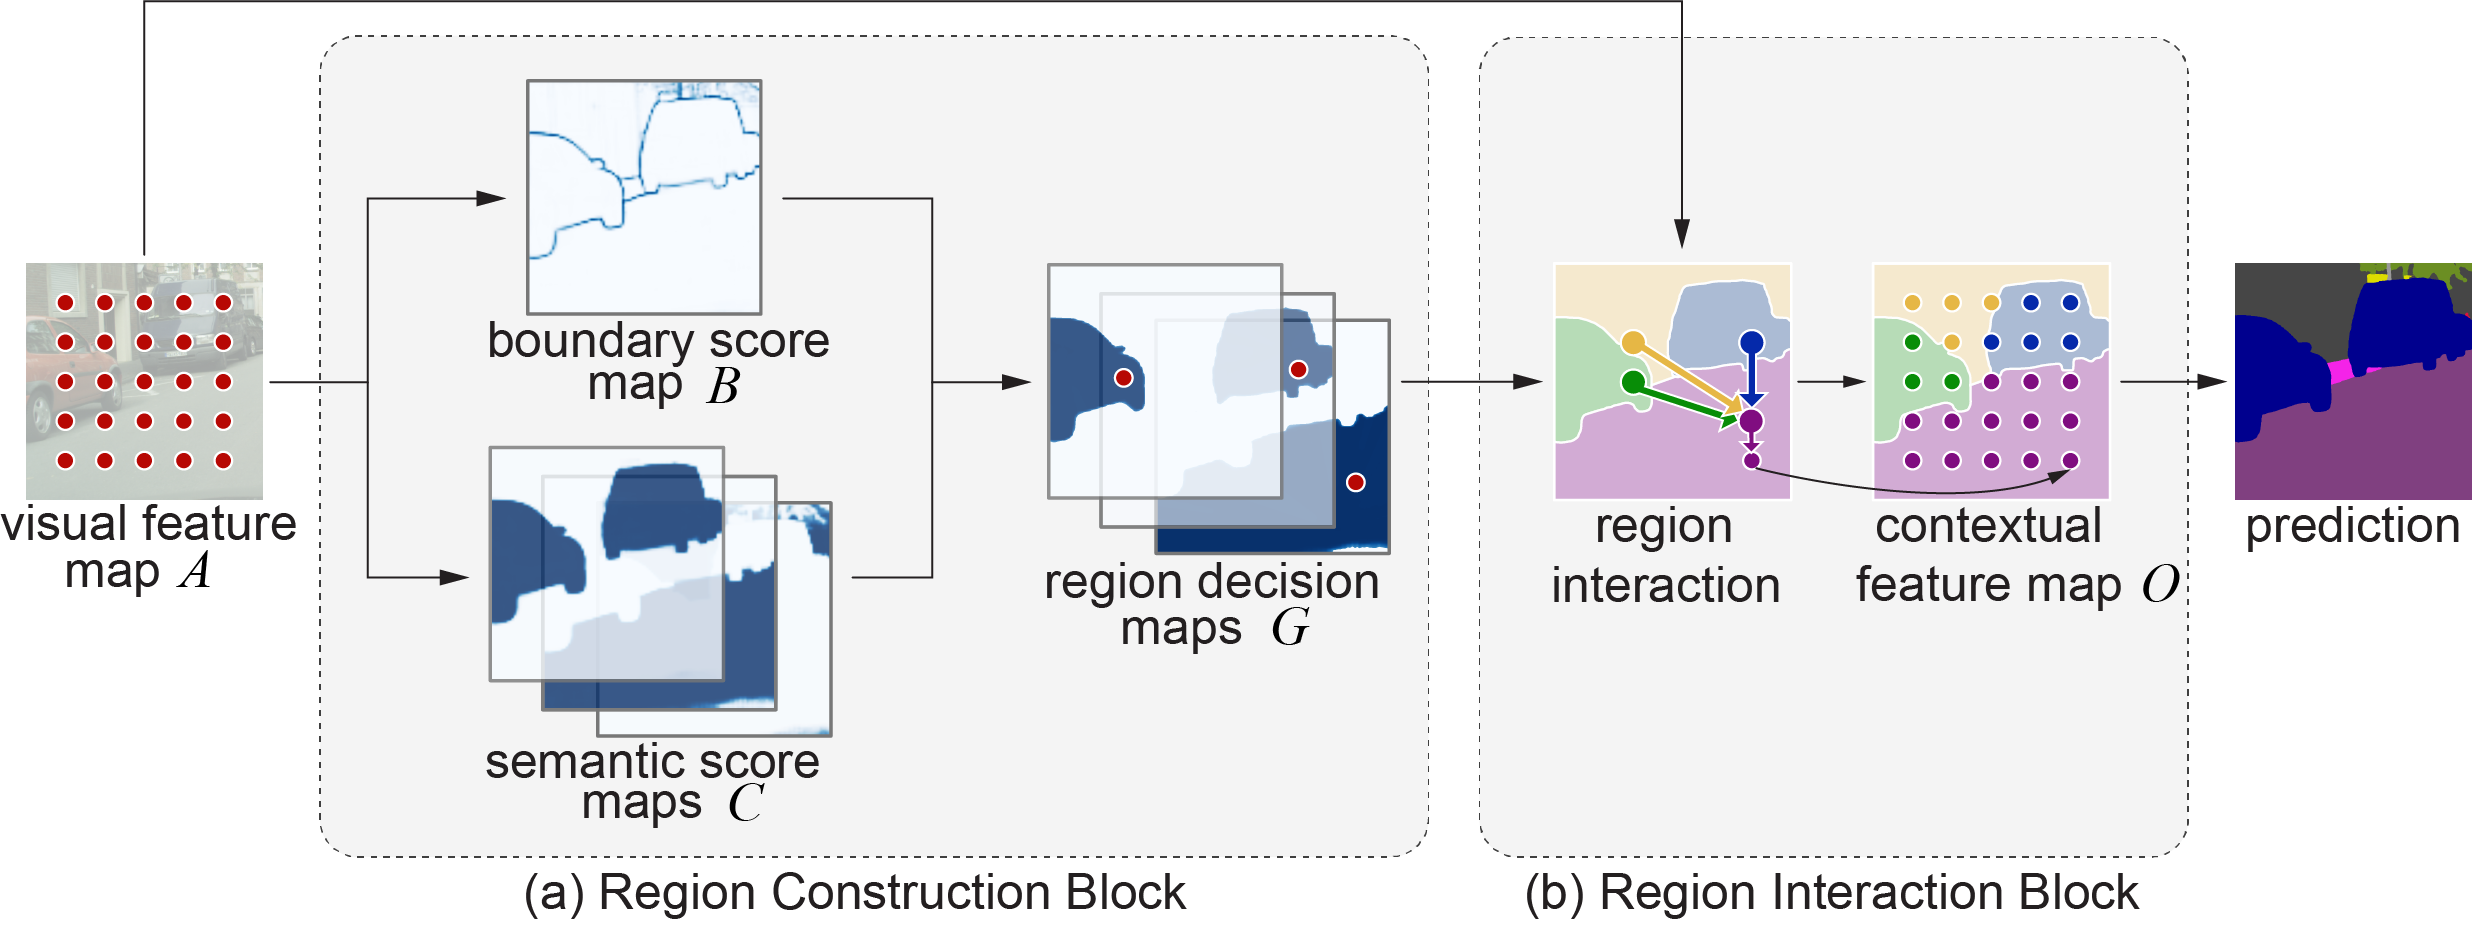 visual feature
map A
boundary score
map B
semantic score
maps C
region decision
maps G
region
interaction
contextual
feature map O
prediction
(a) Region Construction Block
(b) Region Interaction Block